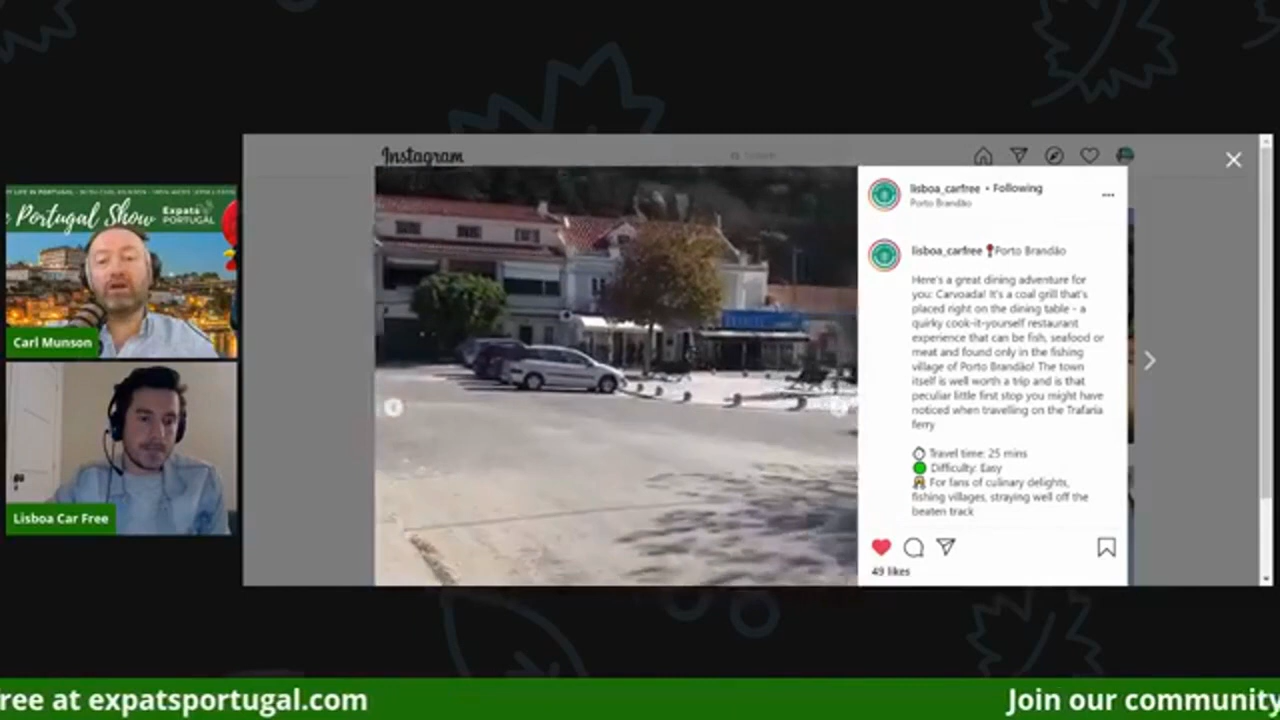 Portugal Show
Expats
PORTUGAL
Carl Munson
Lisboa Car Free
Instagram
lisboa_carfree • Following
Porto Brandão
lisboa_carfree 📍Porto Brandão
Here's a great dining adventure for
you: Carvoada! It's a coal grill that's
placed right on the dining table - a
quirky cook-it-yourself restaurant
experience that can be fish, seafood or
meat and found only in the fishing
village of Porto Brandão! The town
itself is well worth a trip and is that
peculiar little first stop you might have
noticed when travelling on the Trafaria
ferry
Travel time: 25 mins
Difficulty: Easy
For fans of culinary delights,
fishing villages, straying well off the
beaten track
49 likes
ree at expatsportugal.com
Join our community